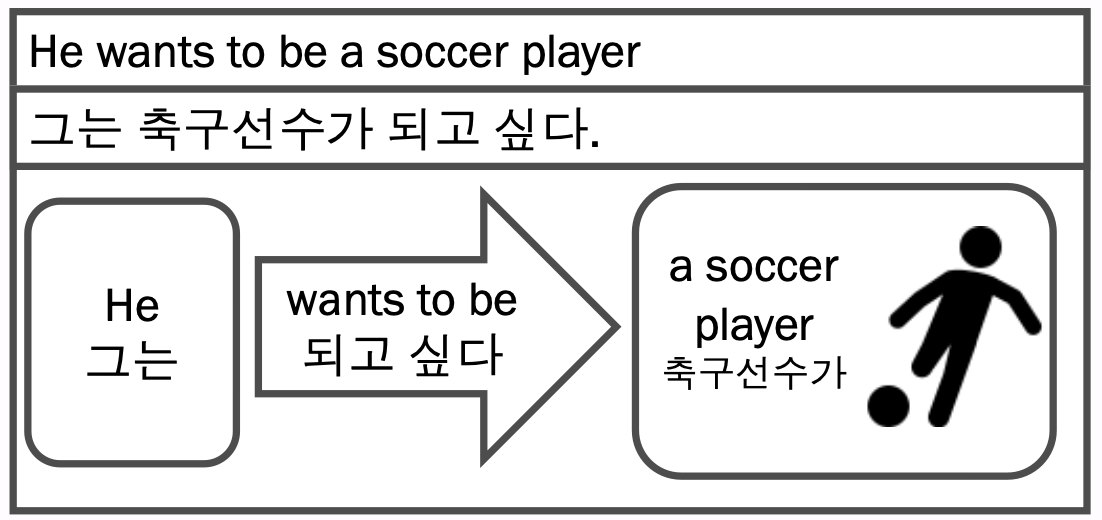 He wants to be a soccer player
그는 축구선수가 되고 싶다.
He
그는
wants to be
되고 싶다
a soccer
player
축구선수가